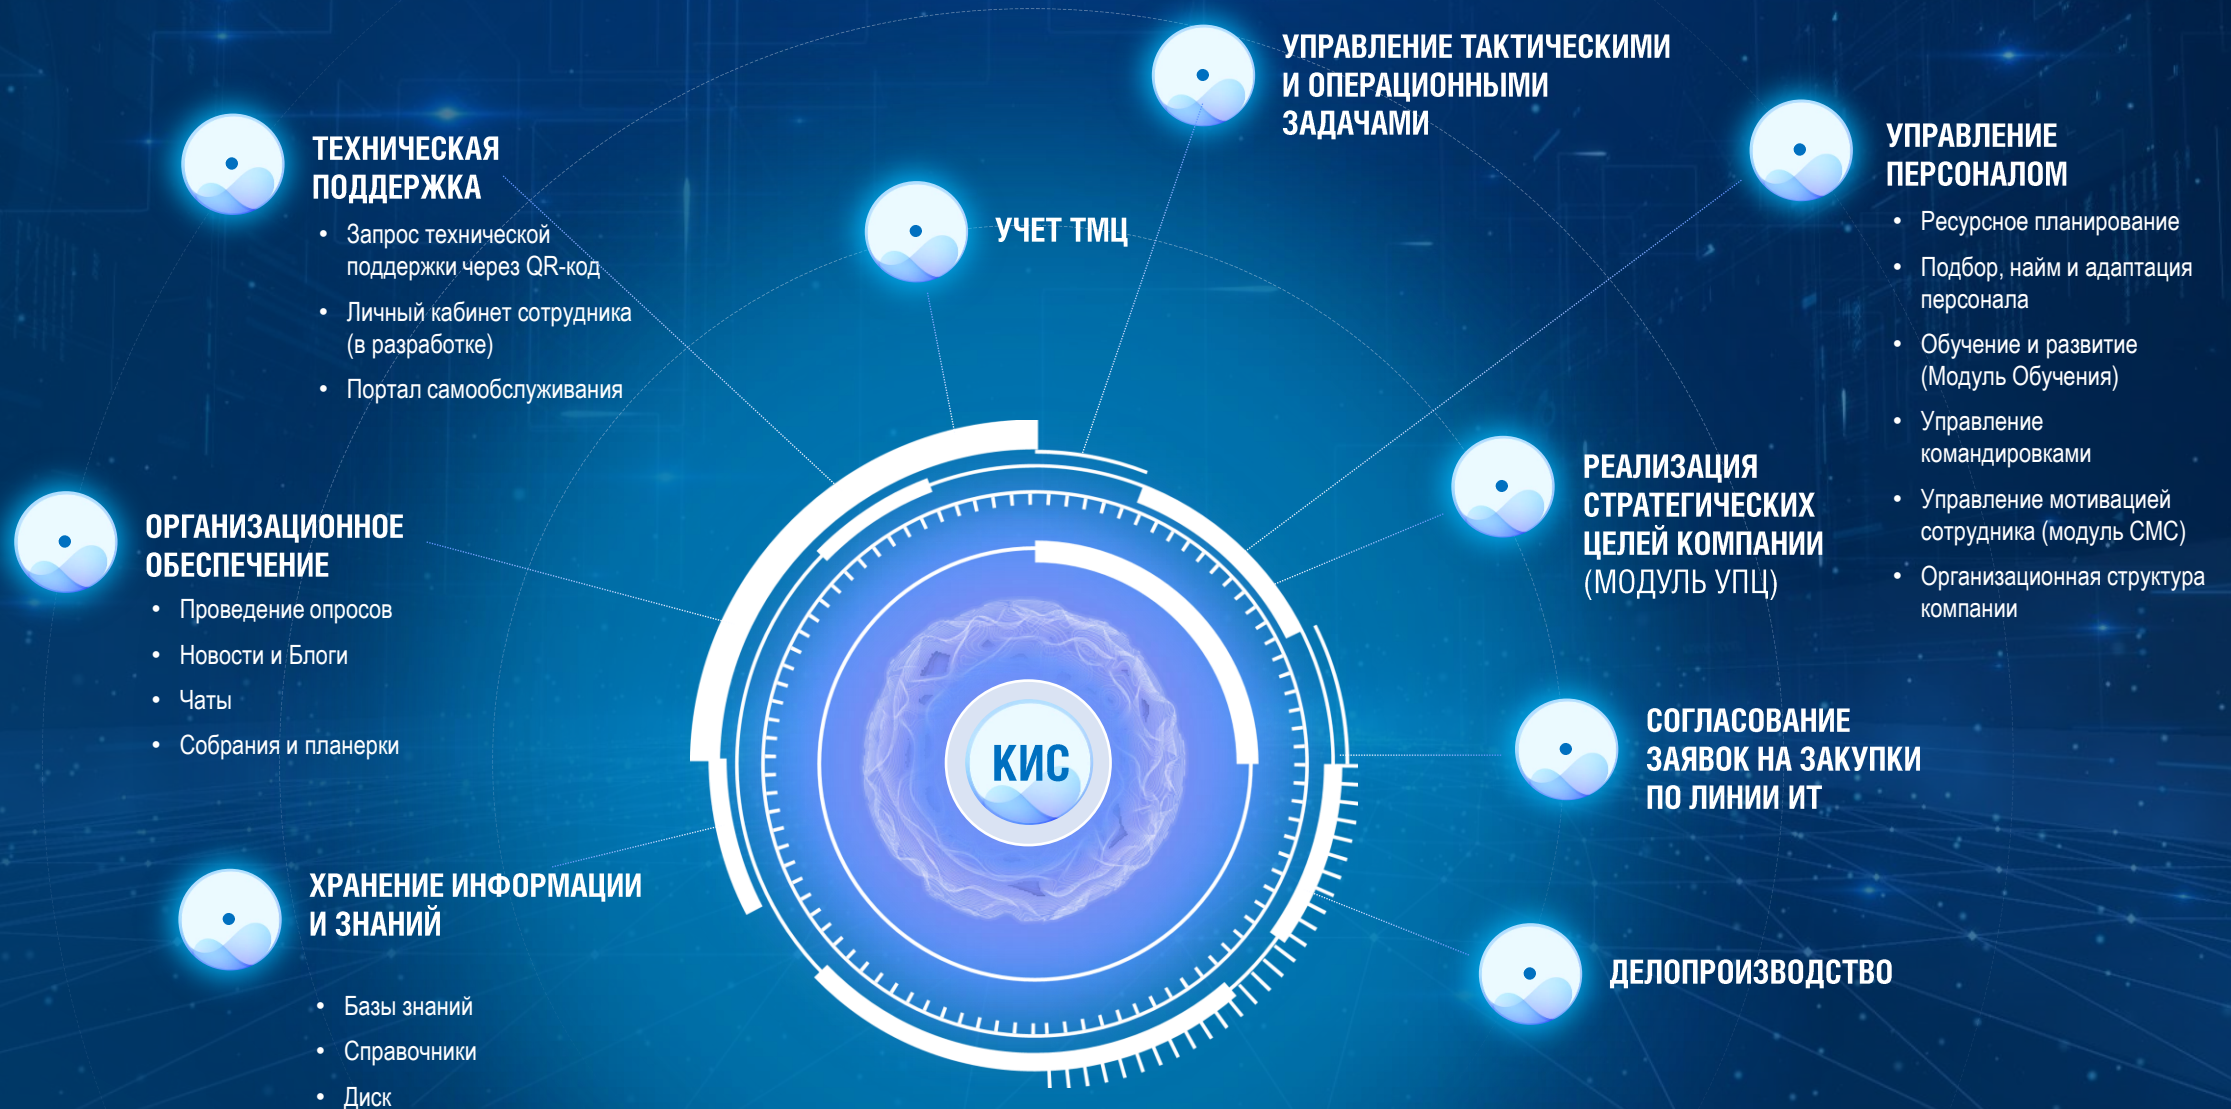 УПРАВЛЕНИЕ ТАКТИЧЕСКИМИ
И ОПЕРАЦИОННЫМИ
ЗАДАЧАМИ
ТЕХНИЧЕСКАЯ
ПОДДЕРЖКА
• Запрос технической
поддержки через QR-код
• Личный кабинет сотрудника
(в разработке)
• Портал самообслуживания
УЧЕТ ТМЦ
УПРАВЛЕНИЕ
ПЕРСОНАЛОМ
• Ресурсное планирование
• Подбор, найм и адаптация
персонала
• Обучение и развитие
(Модуль Обучения)
• Управление
командировками
• Управление мотивацией
сотрудника (модуль СМС)
• Организационная структура
компании
РЕАЛИЗАЦИЯ
СТРАТЕГИЧЕСКИХ
ЦЕЛЕЙ КОМПАНИИ
(МОДУЛЬ УПЦ)
ОРГАНИЗАЦИОННОЕ
ОБЕСПЕЧЕНИЕ
• Проведение опросов
• Новости и Блоги
• Чаты
• Собрания и планерки
КИС
СОГЛАСОВАНИЕ
ЗАЯВОК НА ЗАКУПКИ
ПО ЛИНИИ ИТ
ХРАНЕНИЕ ИНФОРМАЦИИ
И ЗНАНИЙ
• Базы знаний
• Справочники
• Диск
ДЕЛОПРОИЗВОДСТВО